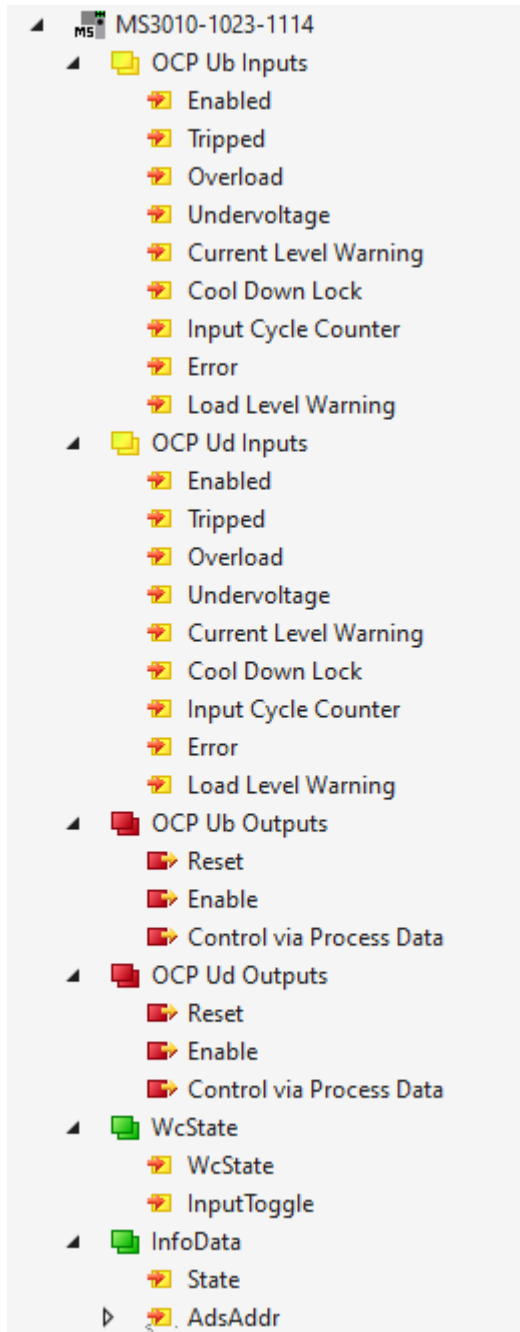 MS MS3010-1023-1114
OCP Ub Inputs
Enabled
Tripped
Overload
Undervoltage
Current Level Warning
Cool Down Lock
Input Cycle Counter
Error
Load Level Warning
OCP Ud Inputs
Enabled
Tripped
Overload
Undervoltage
Current Level Warning
Cool Down Lock
Input Cycle Counter
Error
Load Level Warning
OCP Ub Outputs
Reset
Enable
Control via Process Data
OCP Ud Outputs
Reset
Enable
Control via Process Data
WcState
WcState
InputToggle
InfoData
State
AdsAddr